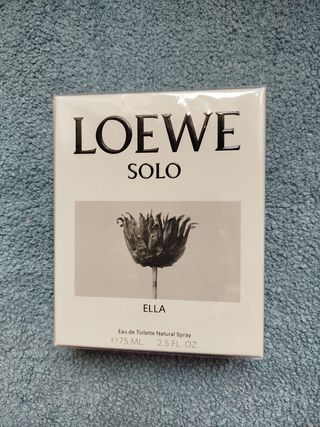 LOEWE
SOLO
ELLA
Eau de Toilette Natural Spray
℮75 ML. 2.5 FL. OZ.